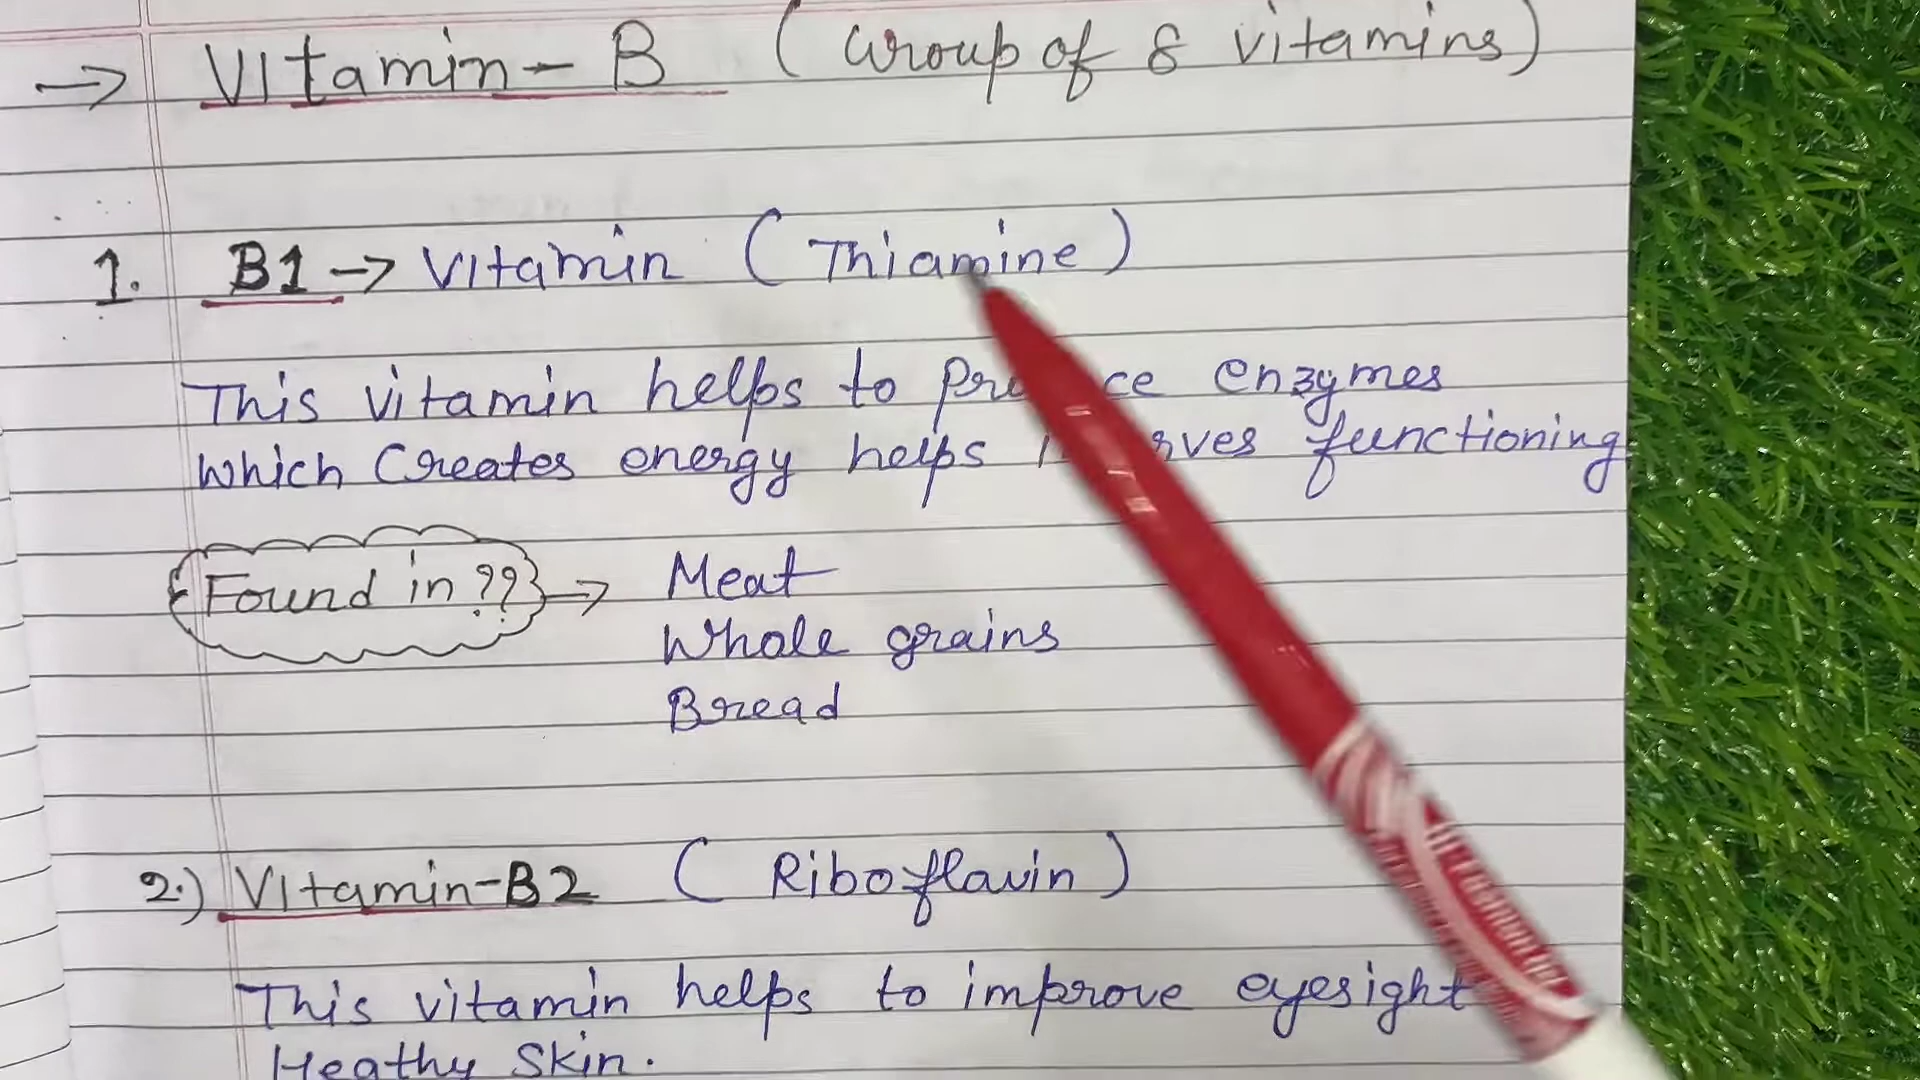 → Vitamin-B (Group of 8 vitamins)
1. B1 → Vitamin (Thiamine)
This vitamin helps to enzymes
which Creates energy helps functioning
Found in ?? → Meat
Whole grains
Bread
2.) Vitamin-B2 (Riboflavin)
This vitamin helps to improve eyesight
Heathy Skin.